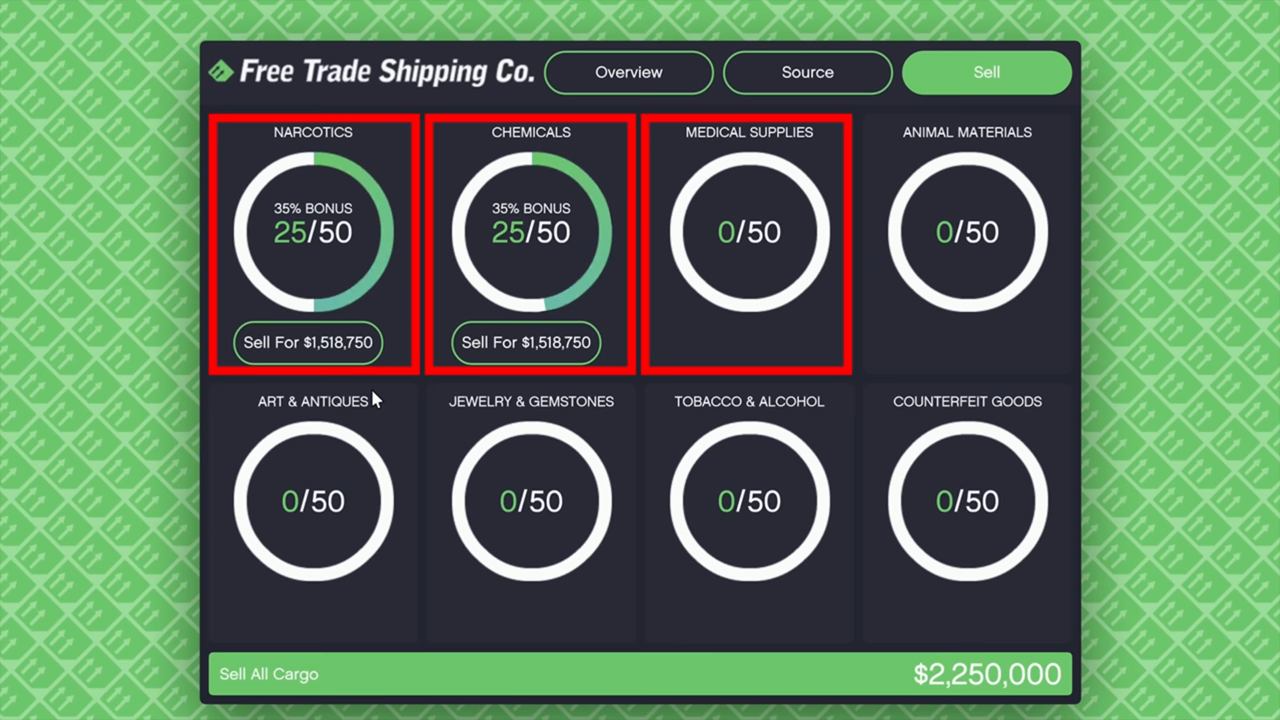 Free Trade Shipping Co.
Overview
Source
Sell
NARCOTICS
35% BONUS
25/50
Sell For $1,518,750
CHEMICALS
35% BONUS
25/50
Sell For $1,518,750
MEDICAL SUPPLIES
0/50
ANIMAL MATERIALS
0/50
ART & ANTIQUES
0/50
JEWELRY & GEMSTONES
0/50
TOBACCO & ALCOHOL
0/50
COUNTERFEIT GOODS
0/50
Sell All Cargo
$2,250,000